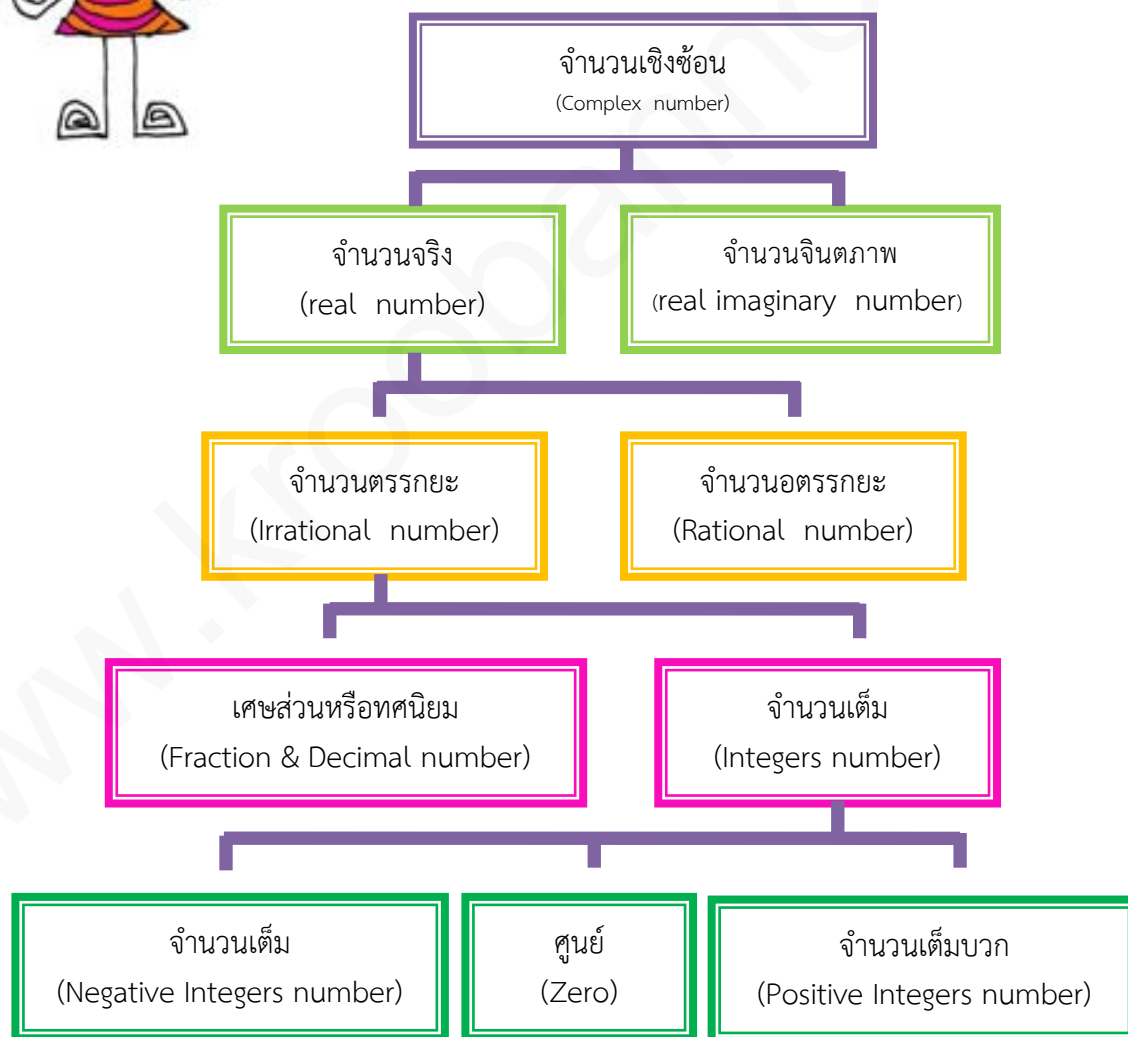 จำนวนเชิงซ้อน
(Complex number)
จำนวนจริง
(real number)
จำนวนจินตภาพ
(real imaginary number)
จำนวนตรรกยะ
(Irrational number)
จำนวนอตรรกยะ
(Rational number)
เศษส่วนหรือทศนิยม
(Fraction & Decimal number)
จำนวนเต็ม
(Integers number)
จำนวนเต็ม
(Negative Integers number)
ศูนย์
(Zero)
จำนวนเต็มบวก
(Positive Integers number)